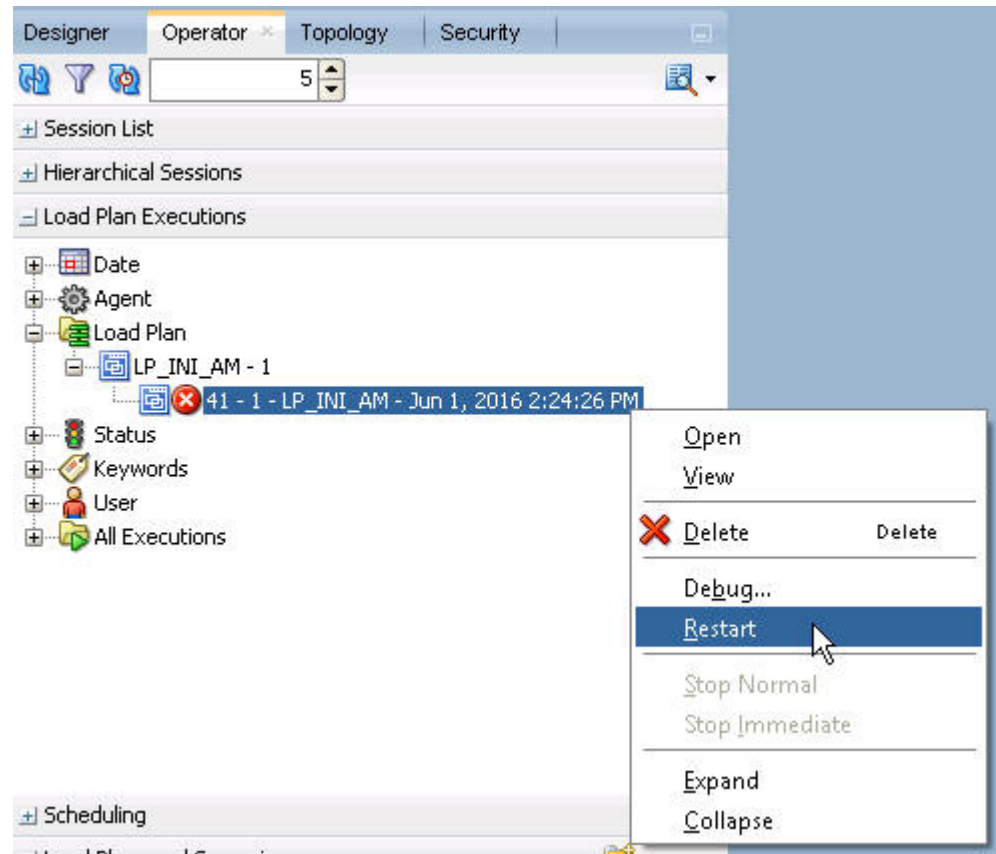 Designer Operator Topology Security
5
Session List
Hierarchical Sessions
Load Plan Executions
Date
Agent
Load Plan
LP_INI_AM - 1
41 - 1 - LP_INI_AM - Jun 1, 2016 2:24:26 PM
Status
Keywords
User
All Executions
Open
View
Delete Delete
Debug...
Restart
Stop Normal
Stop Immediate
Expand
Collapse
Scheduling